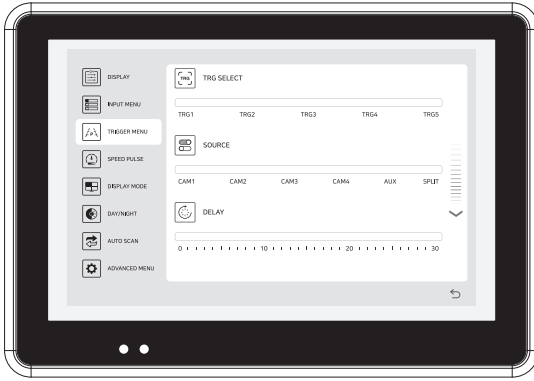 DISPLAY
INPUT MENU
TRIGGER MENU
SPEED PULSE
DISPLAY MODE
DAY/NIGHT
AUTO SCAN
ADVANCED MENU
TRG TRG SELECT
TRG1 TRG2 TRG3 TRG4 TRG5
SOURCE
CAM1 CAM2 CAM3 CAM4 AUX SPLIT
DELAY
0 10 20 30